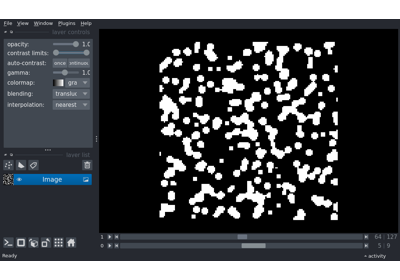 File View Window Plugins Help
layer controls
opacity: 1.0
contrast limits:
auto-contrast: once continuous
gamma: 1.0
colormap: gra
blending: transluc
interpolation: nearest
layer list
Image
1 64 127
0 5 9
Ready activity